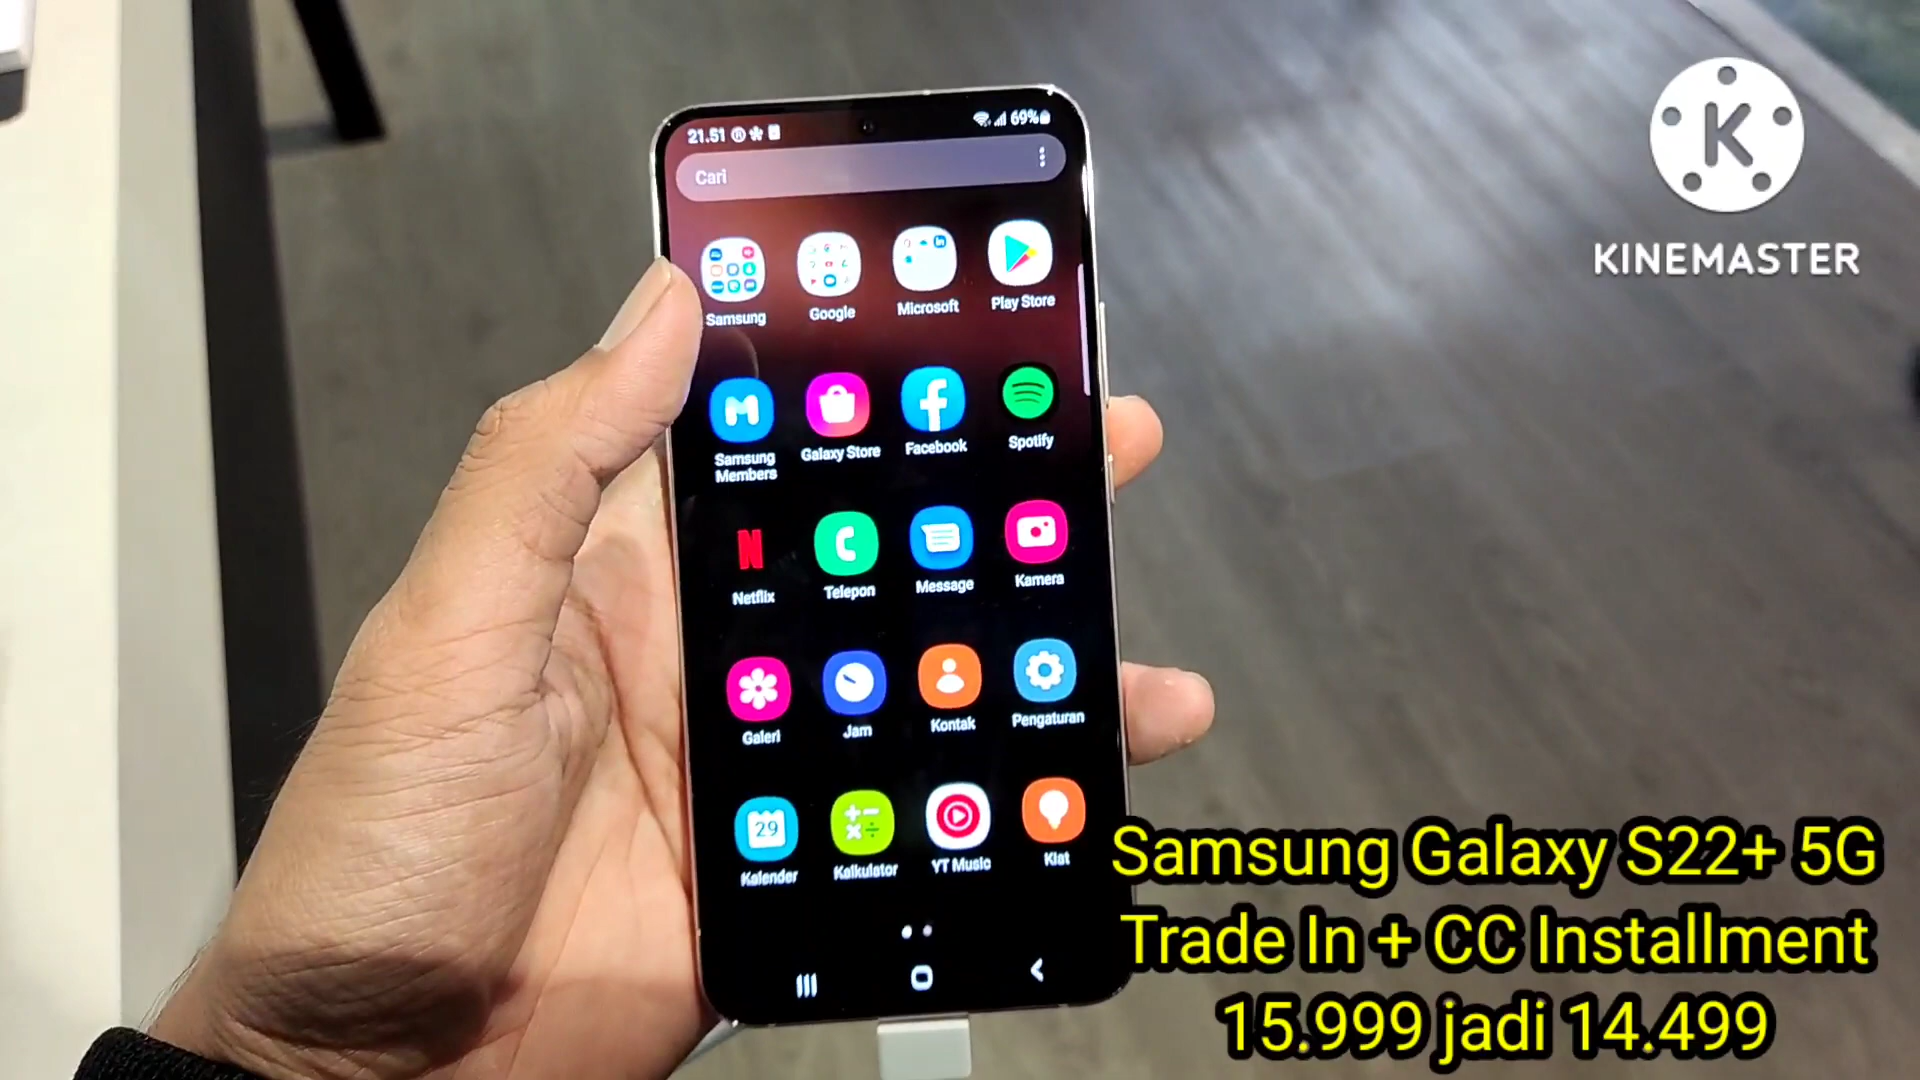 21.51
69%
Cari
Samsung
Google
Microsoft
Play Store
Samsung
Members
Galaxy Store
Facebook
Spotify
Netflix
Telepon
Message
Kamera
Galeri
Jam
Kontak
Pengaturan
29
Kalender
Kalkulator
YT Music
Kiat
K
KINEMASTER
Samsung Galaxy S22+ 5G
Trade In + CC Installment
15.999 jadi 14.499